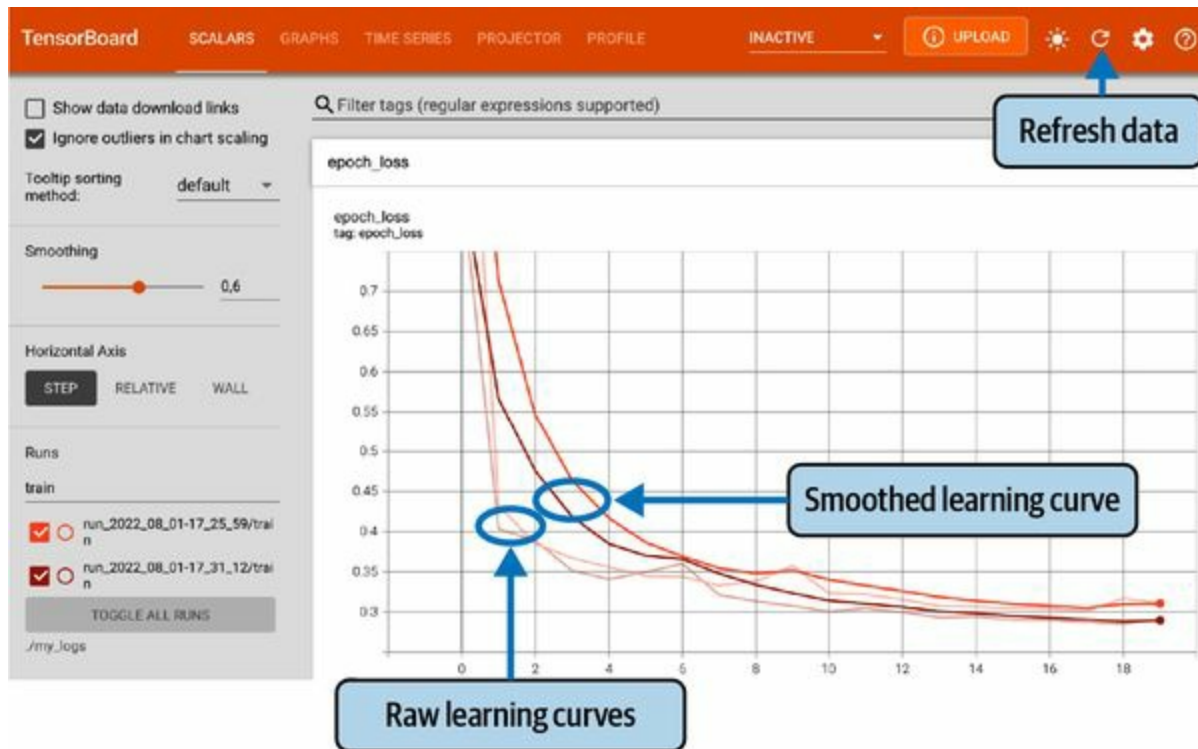 TensorBoard SCALARS GRAPHS TIME SERIES PROJECTOR PROFILE INACTIVE UPLOAD
Show data download links
Ignore outliers in chart scaling
Tooltip sorting
method:
default
Smoothing
0,6
Horizontal Axis
STEP RELATIVE WALL
Runs
train
run_2022_08_01-17_25_59/trai
n
run_2022_08_01-17_31_12/trai
n
TOGGLE ALL RUNS
./my_logs
Filter tags (regular expressions supported)
Refresh data
epoch_loss
epoch_loss
tag: epoch_loss
0.7
0.65
0.6
0.55
0.5
0.45
0.4
0.35
0.3
0 2 4 6 8 10 12 14 16 18
Smoothed learning curve
Raw learning curves